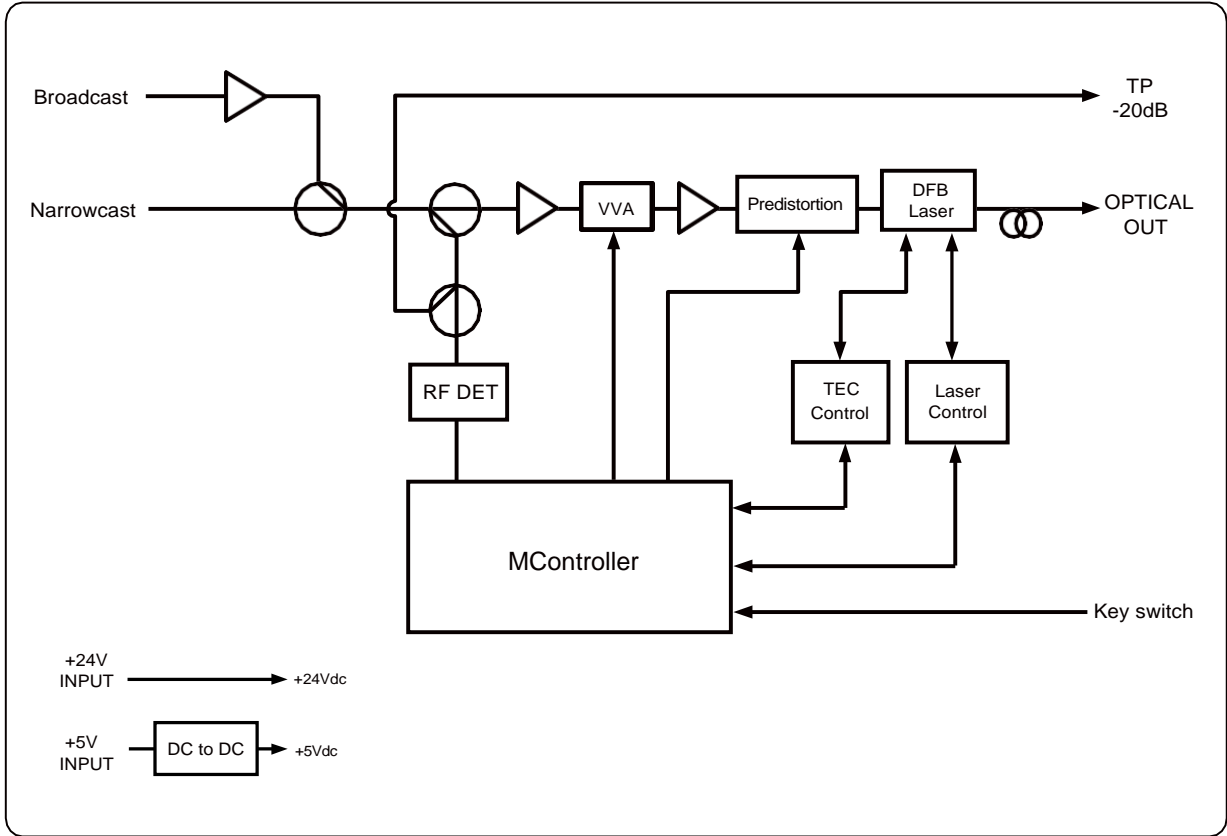 Broadcast
TP
-20dB
Narrowcast
VVA
Predistortion
DFB
Laser
OPTICAL
OUT
RF DET
TEC
Control
Laser
Control
MController
Key switch
+24V
INPUT
+24Vdc
+5V
INPUT
DC to DC
+5Vdc